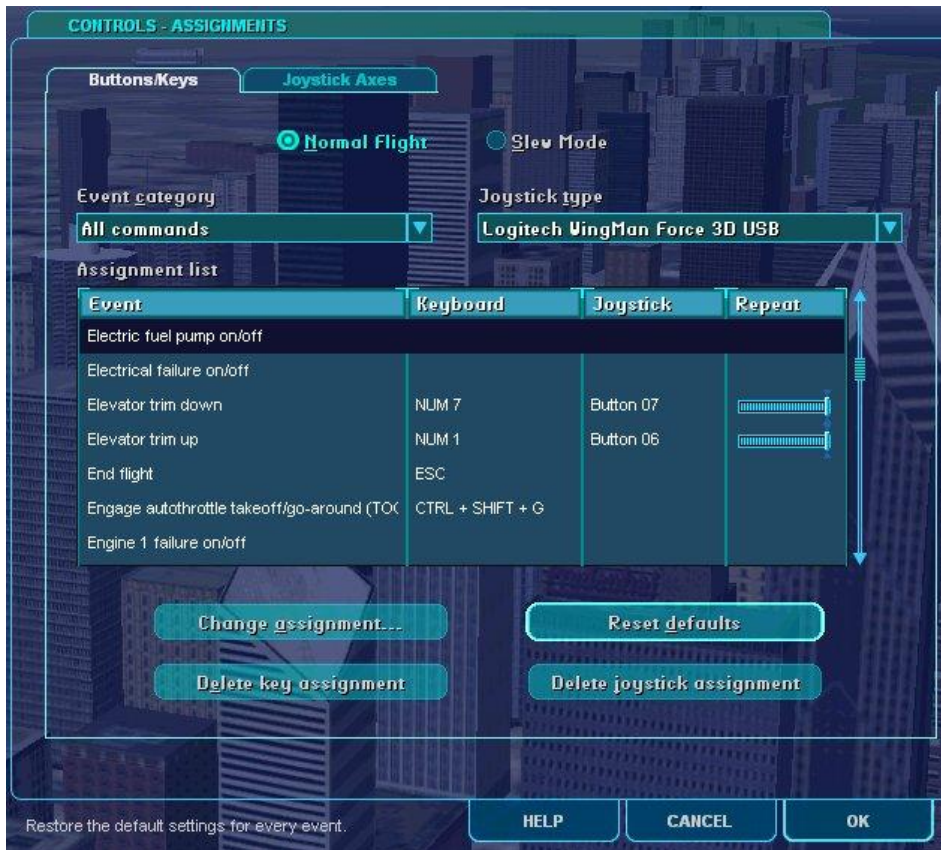 CONTROLS - ASSIGNMENTS
Buttons/Keys Joystick Axes
Normal Flight Slew Mode
Event category Joystick type
All commands Logitech WingMan Force 3D USB
Assignment list
Event Keyboard Joystick Repeat
Electric fuel pump on/off
Electrical failure on/off
Elevator trim down NUM 7 Button 07
Elevator trim up NUM 1 Button 06
End flight ESC
Engage autothrottle takeoff/go-around (TOG CTRL + SHIFT + G
Engine 1 failure on/off
Change assignment... Reset defaults
Delete key assignment Delete joystick assignment
Restore the default settings for every event. HELP CANCEL OK